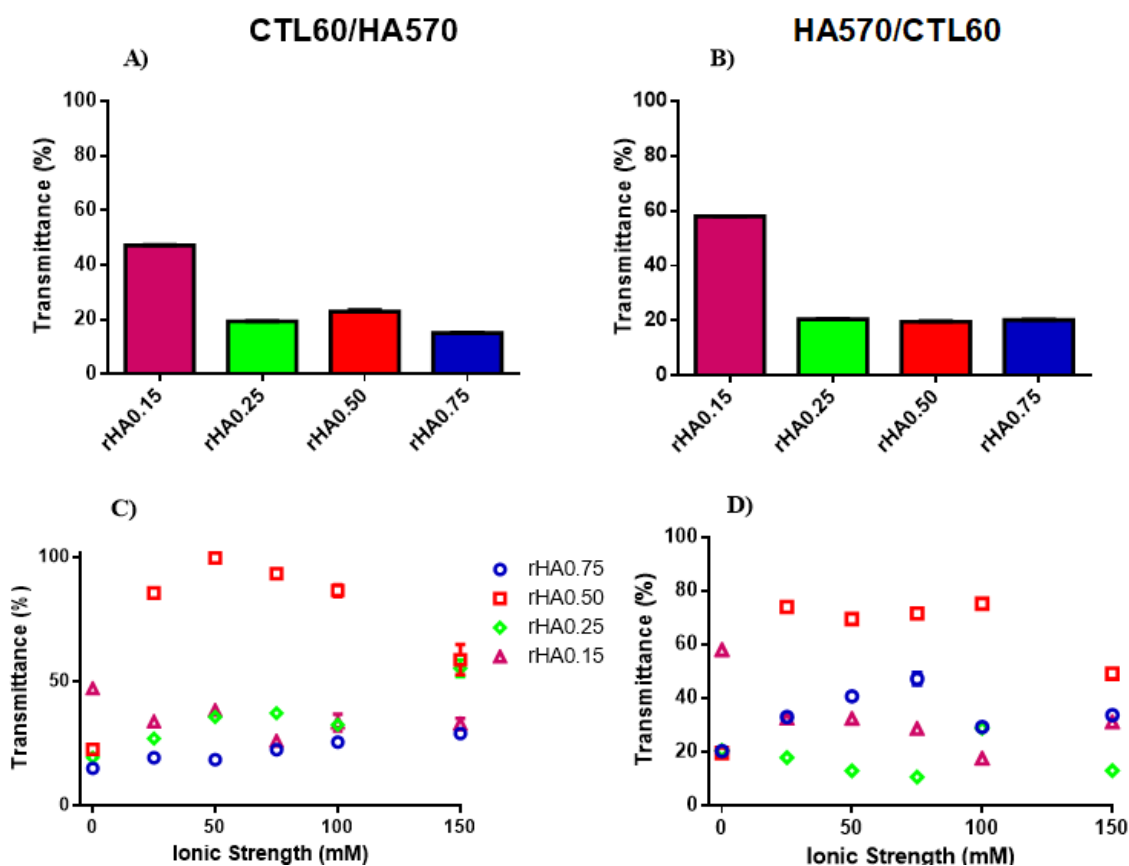 CTL60/HA570
HA570/CTL60
A)
Transmittance (%)
100
80
60
40
20
0
rHA0.15
rHA0.25
rHA0.50
rHA0.75
B)
Transmittance (%)
100
80
60
40
20
0
rHA0.15
rHA0.25
rHA0.50
rHA0.75
C)
Transmittance (%)
100
50
0
0
50
100
150
Ionic Strength (mM)
rHA0.75
rHA0.50
rHA0.25
rHA0.15
D)
Transmittance (%)
100
80
60
40
20
0
0
50
100
150
Ionic Strength (mM)